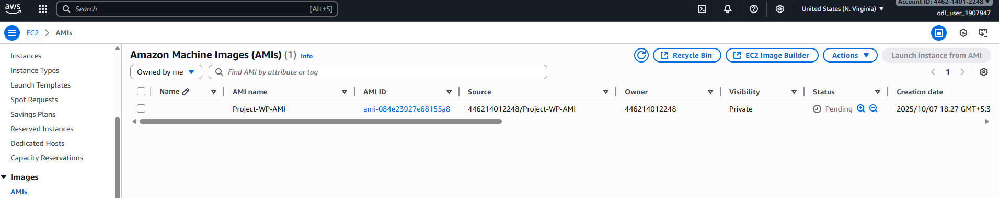 aws
Search [Alt+S]
United States (N. Virginia)
Account ID: 4462-1401-2248
odl_user_1907947
EC2 > AMIs
Instances
Instance Types
Launch Templates
Spot Requests
Savings Plans
Reserved Instances
Dedicated Hosts
Capacity Reservations
Images
AMIs
Amazon Machine Images (AMIs) (1) Info
Recycle Bin
EC2 Image Builder
Actions
Launch instance from AMI
Owned by me
Find AMI by attribute or tag
1
Name AMI name AMI ID Source Owner Visibility Status Creation date
Project-WP-AMI ami-084e23927e68155a8 446214012248/Project-WP-AMI 446214012248 Private Pending 2025/10/07 18:27 GMT+5:3